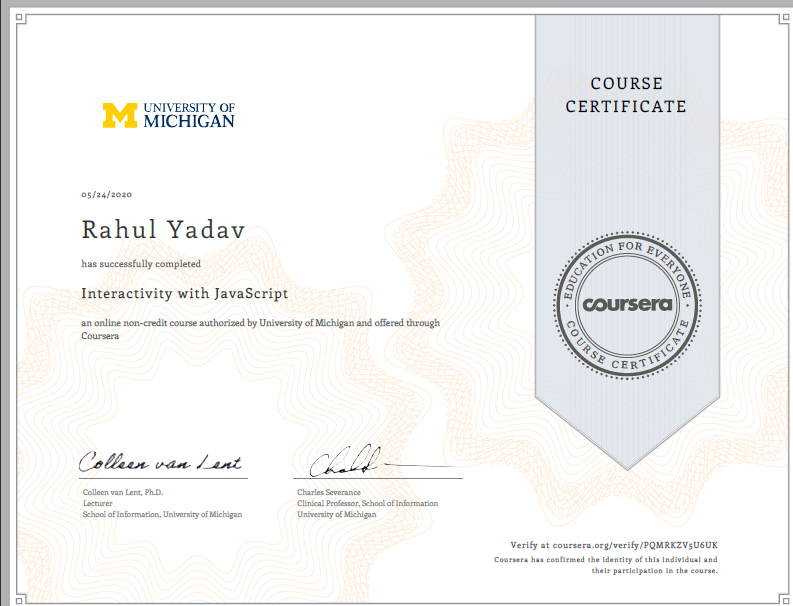 COURSE
CERTIFICATE
M UNIVERSITY OF
MICHIGAN
05/24/2020
Rahul Yadav
has successfully completed
Interactivity with JavaScript
an online non-credit course authorized by University of Michigan and offered through
Coursera
EDUCATION FOR EVERYONE
coursera
COURSE CERTIFICATE
Colleen van Lent
Colleen van Lent, Ph.D.
Lecturer
School of Information, University of Michigan
Charles Severance
Clinical Professor, School of Information
University of Michigan
Verify at coursera.org/verify/PQMRKZV5U6UK
Coursera has confirmed the identity of this individual and
their participation in the course.